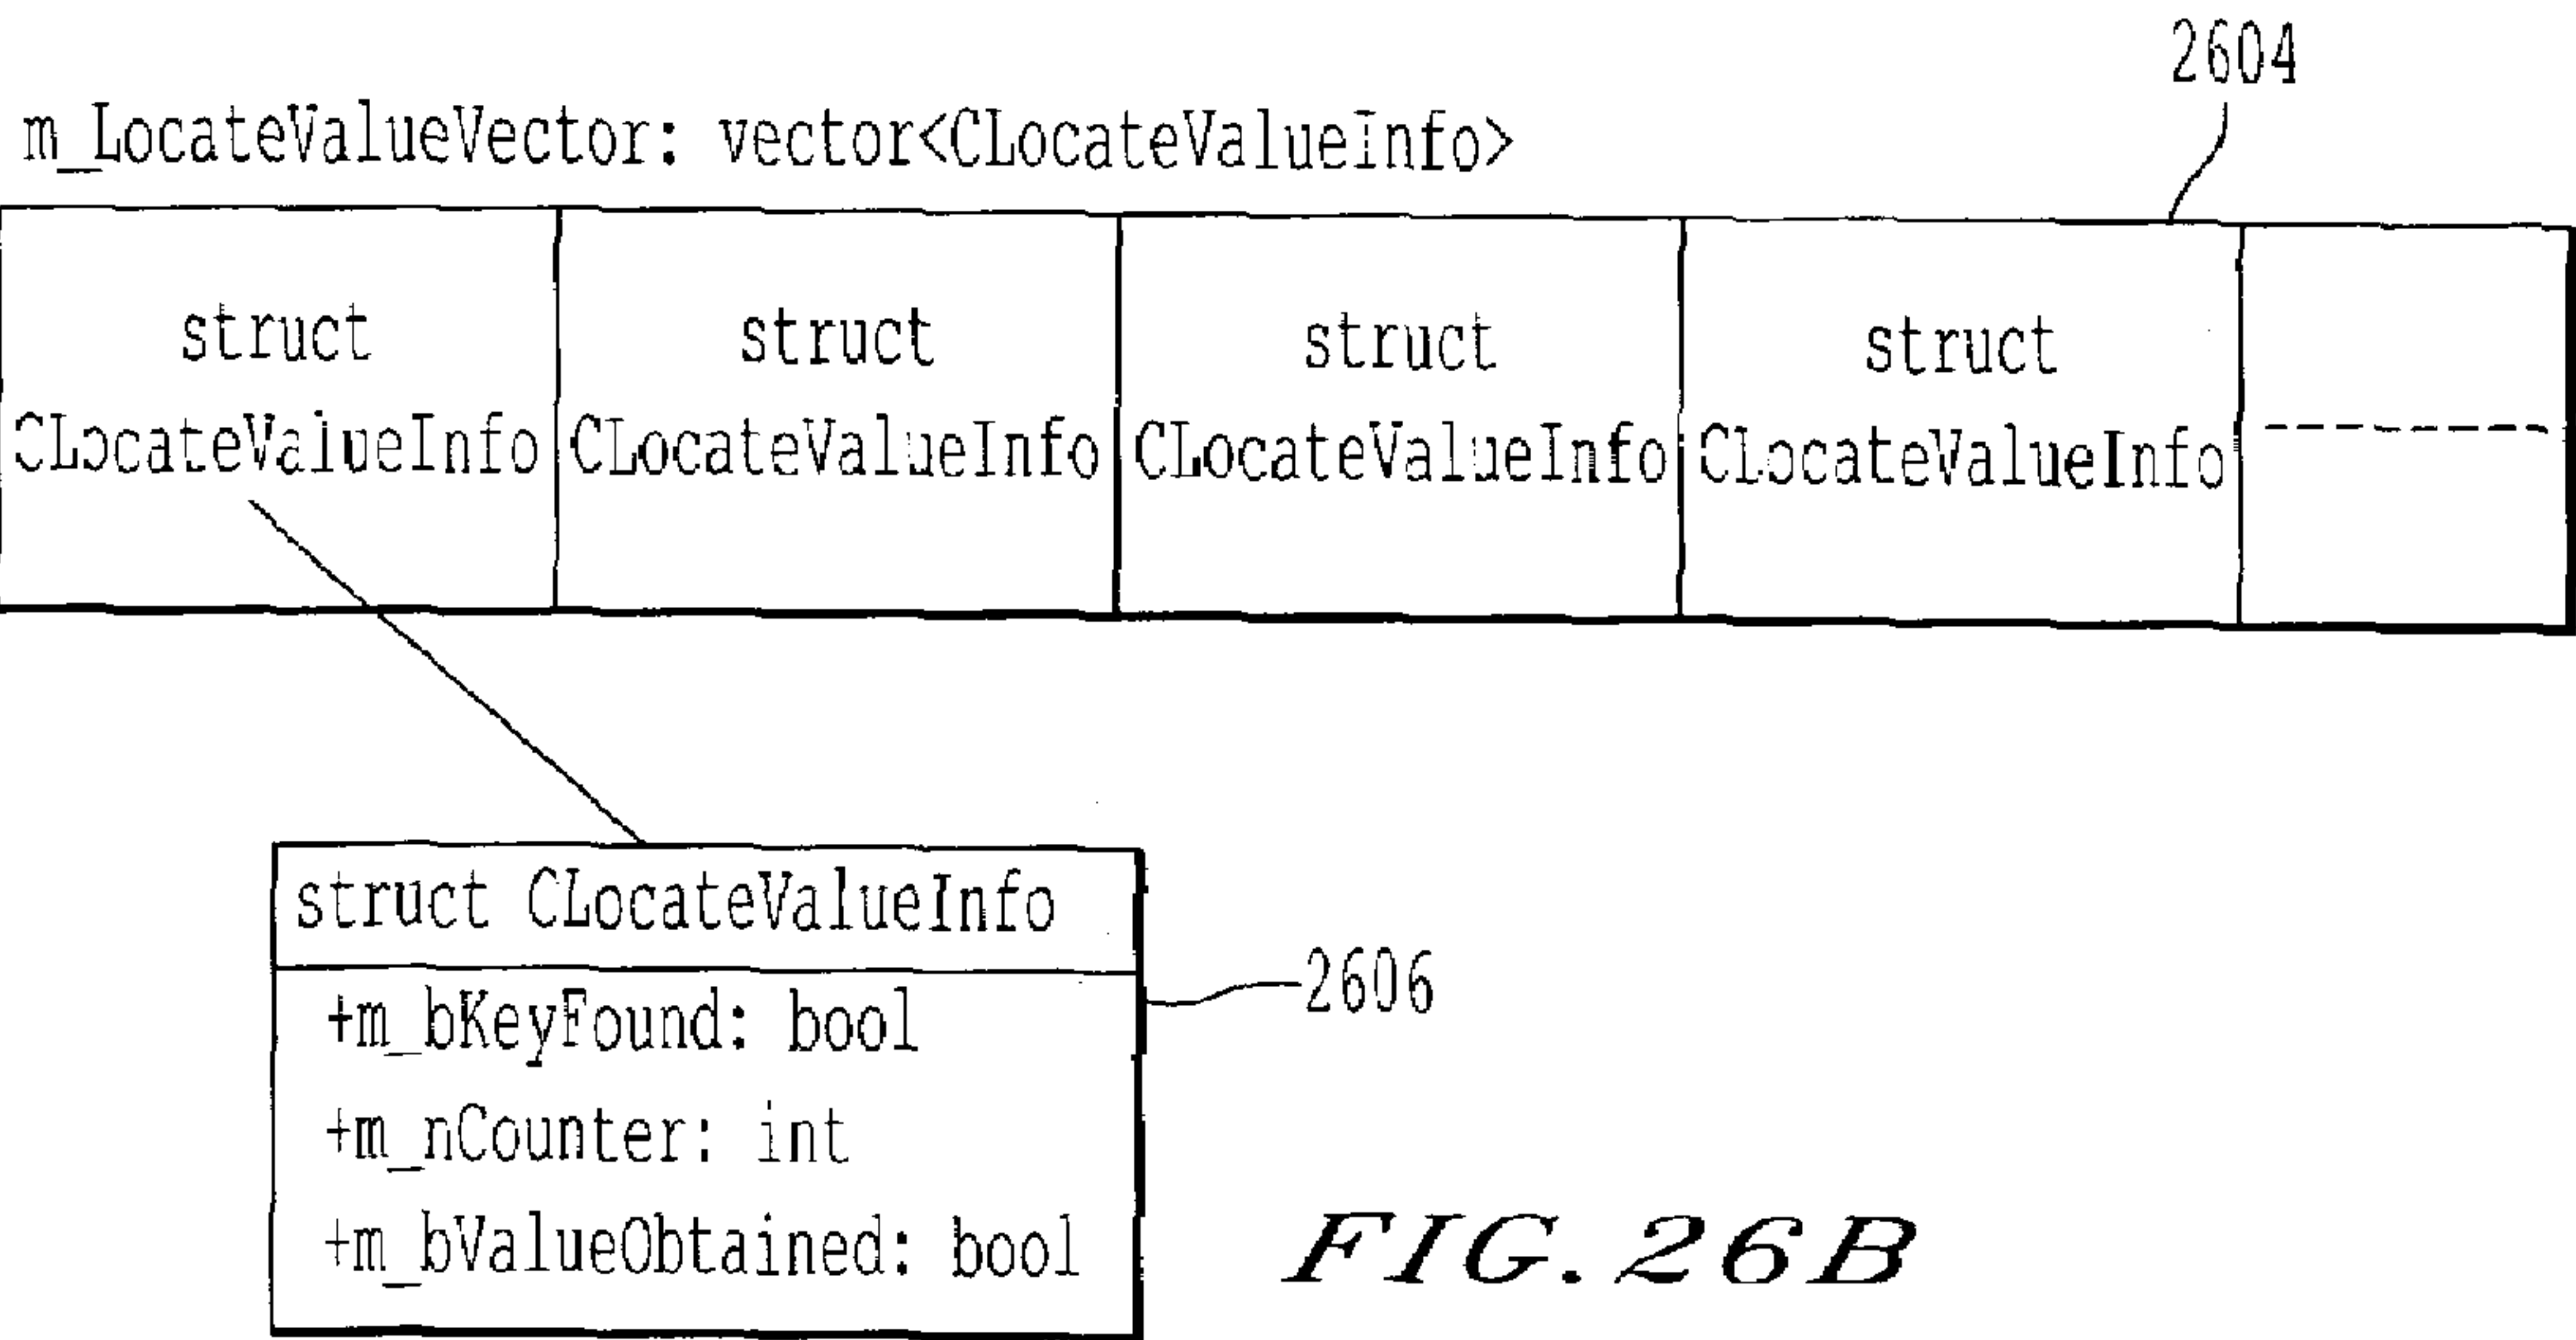 2604
m_LocateValueVector: vector<CLocateValueInfo>
struct struct struct struct
CLocateValueInfo CLocateValueInfo CLocateValueInfo CLocateValueInfo
struct CLocateValueInfo
2606
+m_bKeyFound: bool
+m_nCounter: int
+m_bValueObtained: bool
FIG. 26B